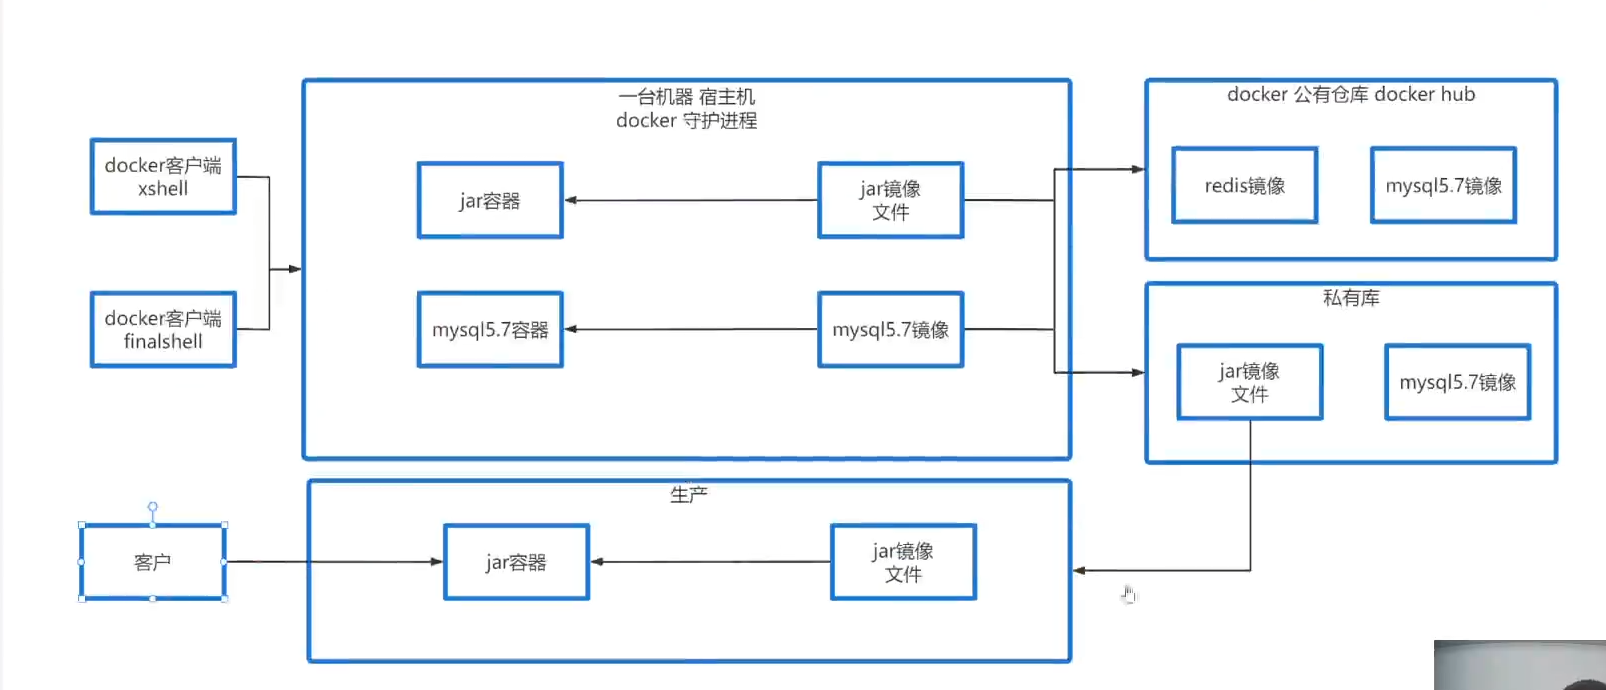 一台机器 宿主机
docker 守护进程
docker 公有仓库 docker hub
docker客户端
xshell
jar容器
jar镜像
文件
redis镜像
mysql5.7镜像
docker客户端
finalshell
mysql5.7容器
mysql5.7镜像
私有库
jar镜像
文件
mysql5.7镜像
生产
客户
jar容器
jar镜像
文件